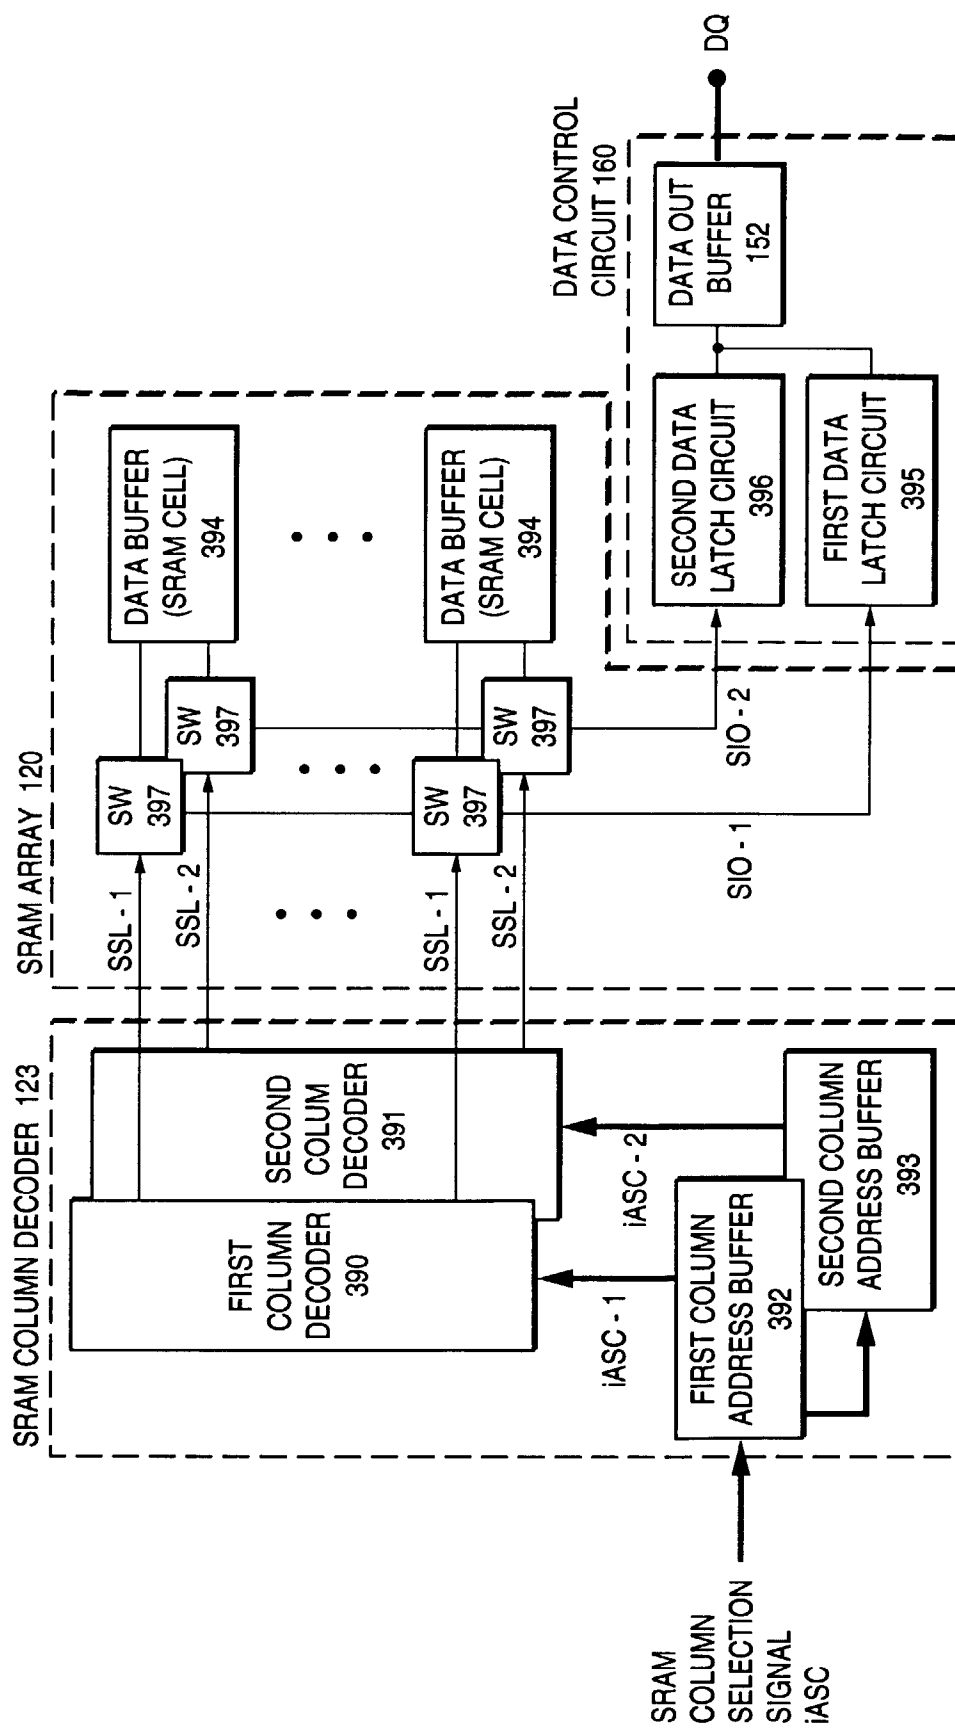 SRAM COLUMN DECODER 123
FIRST
COLUMN
DECODER
390
SECOND
COLUM
DECODER
391
iASC - 1
iASC - 2
FIRST COLUMN
ADDRESS BUFFER
392
SECOND COLUMN
ADDRESS BUFFER
393
SRAM
COLUMN
SELECTION
SIGNAL
iASC
SRAM ARRAY 120
SSL - 1
SSL - 2
SSL - 1
SSL - 2
SW
397
SW
397
SW
397
SW
397
DATA BUFFER
(SRAM CELL)
394
DATA BUFFER
(SRAM CELL)
394
SIO - 1
SIO - 2
DATA CONTROL
CIRCUIT 160
SECOND DATA
LATCH CIRCUIT
396
FIRST DATA
LATCH CIRCUIT
395
DATA OUT
BUFFER
152
DQ